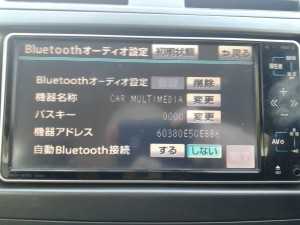 Bluetoothオーディオ設定 初期状態 戻る
Bluetoothオーディオ設定 削除
機器名称 CAR MULTIMEDIA 変更
パスキー 0000 変更
機器アドレス 60380E50E886
自動Bluetooth接続 する しない
AV